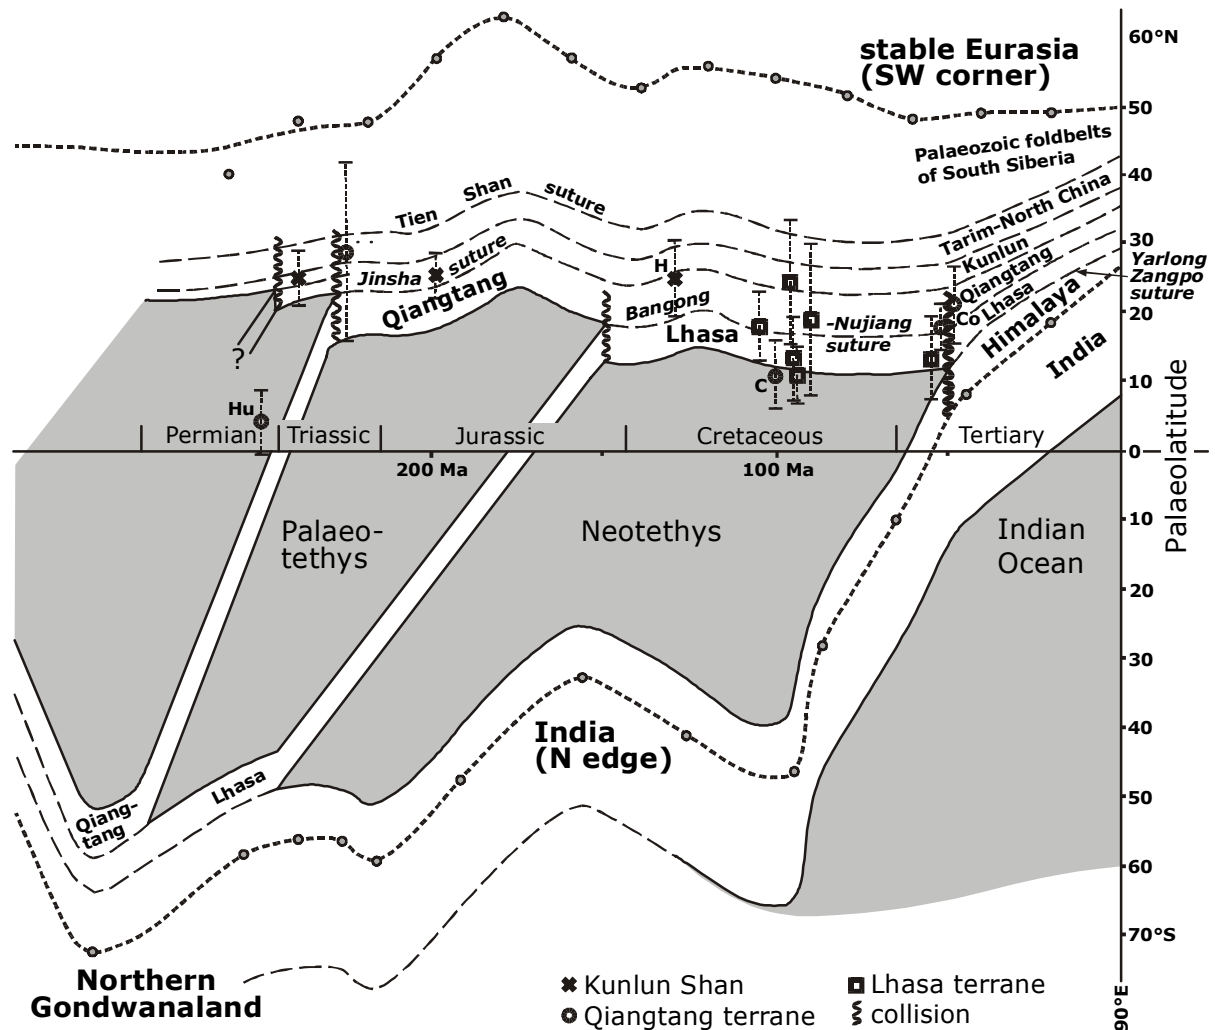 60°N
stable Eurasia
(SW corner)
50
Palaeozoic foldbelts
of South Siberia
40
Tien Shan suture
Tarim-North China
30
Jinsha suture
H
Kunlun
Yarlong
Zangpo
suture
Qiangtang
Qiangtang
Bangong
-Nujiang
suture
Lhasa
Co
Lhasa
20
Himalaya
India
?
C
10
Hu
Permian
Triassic
Jurassic
Cretaceous
Tertiary
0
200 Ma
100 Ma
Palaeolatitude
10
Palaeo-
tethys
Neotethys
Indian
Ocean
20
30
40
India
(N edge)
Lhasa
Qiang-
tang
50
60
70°S
Northern
Gondwanaland
Kunlun Shan
Qiangtang terrane
Lhasa terrane
collision
90°E